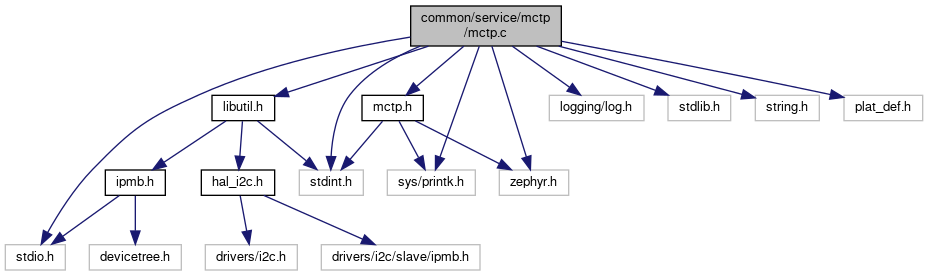 common/service/mctp
/mctp.c
libutil.h
mctp.h
logging/log.h
stdlib.h
string.h
plat_def.h
ipmb.h
hal_i2c.h
stdint.h
sys/printk.h
zephyr.h
stdio.h
devicetree.h
drivers/i2c.h
drivers/i2c/slave/ipmb.h